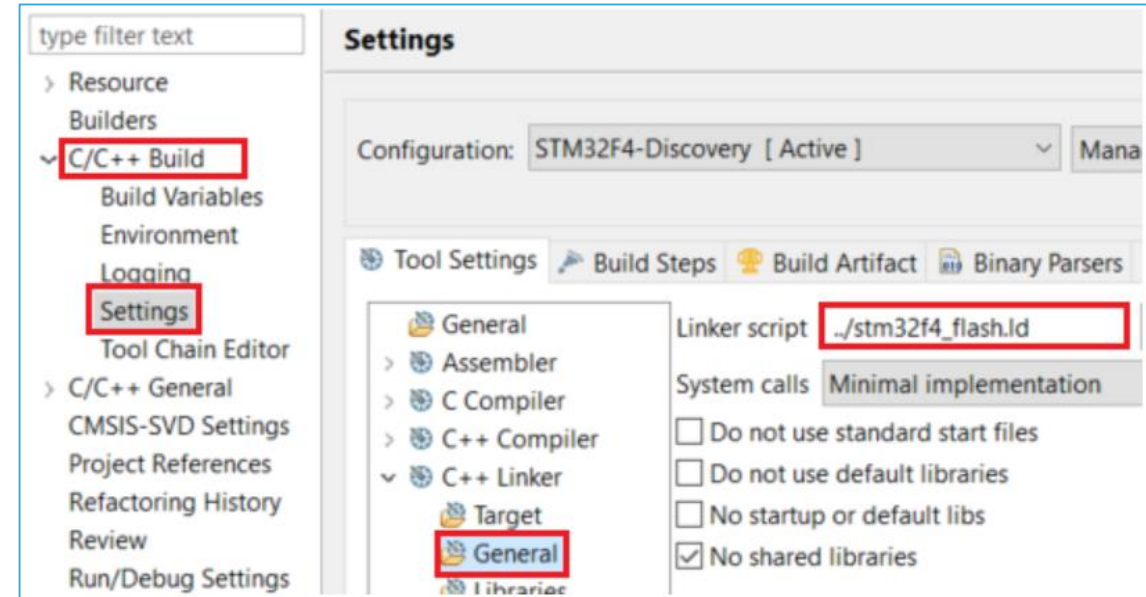 type filter text
Resource
Builders
C/C++ Build
Build Variables
Environment
Logging
Settings
Tool Chain Editor
C/C++ General
CMSIS-SVD Settings
Project References
Refactoring History
Review
Run/Debug Settings
Settings
Configuration: STM32F4-Discovery [ Active ] Mana
Tool Settings Build Steps Build Artifact Binary Parsers
General
Assembler
C Compiler
C++ Compiler
C++ Linker
Target
General
Libraries
Linker script ../stm32f4_flash.ld
System calls Minimal implementation
Do not use standard start files
Do not use default libraries
No startup or default libs
No shared libraries